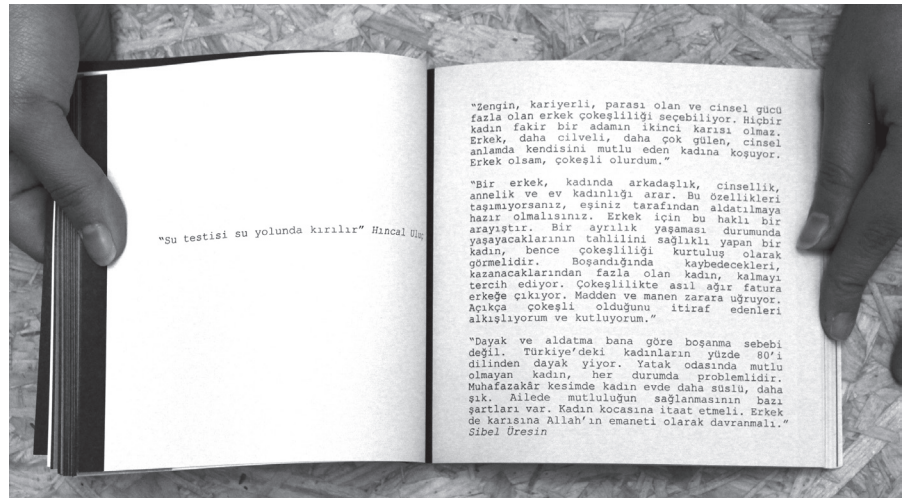 "Su testisi su yolunda kırılır" Hıncal Uluç
"Zengin, kariyerli, parası olan ve cinsel gücü
fazla olan erkek çokeşliliği seçebiliyor. Hiçbir
kadın fakir bir adamın ikinci karısı olmaz.
Erkek, daha cilveli, daha çok gülen, cinsel
anlamda kendisini mutlu eden kadına koşuyor.
Erkek olsam, çokeşli olurdum."
"Bir erkek, kadında arkadaşlık, cinsellik,
annelik ve ev kadınlığı arar. Bu özellikleri
taşımıyorsanız, eşiniz tarafından aldatılmaya
hazır olmalısınız. Erkek için bu haklı bir
arayıştır. Bir ayrılık yaşaması durumunda
yaşayacaklarının tahlilini sağlıklı yapan bir
kadın, bence çokeşliliği kurtuluş olarak
görmelidir. Boşandığında kaybedecekleri,
kazanacaklarından fazla olan kadın, kalmayı
tercih ediyor. Çokeşlilikte asıl ağır fatura
erkeğe çıkıyor. Madden ve manen zarara uğruyor.
Açıkça çokeşli olduğunu itiraf edenleri
alkışlıyorum ve kutluyorum."
"Dayak ve aldatma bana göre boşanma sebebi
değil. Türkiye'deki kadınların yüzde 80'i
dilinden dayak yiyor. Yatak odasında mutlu
olmayan kadın, her durumda problemlidir.
Muhafazakâr kesimde kadın evde daha süslü, daha
şık. Ailede mutluluğun sağlanmasının bazı
şartları var. Kadın kocasına itaat etmeli. Erkek
de karısına Allah'ın emaneti olarak davranmalı."
Sibel Üresin